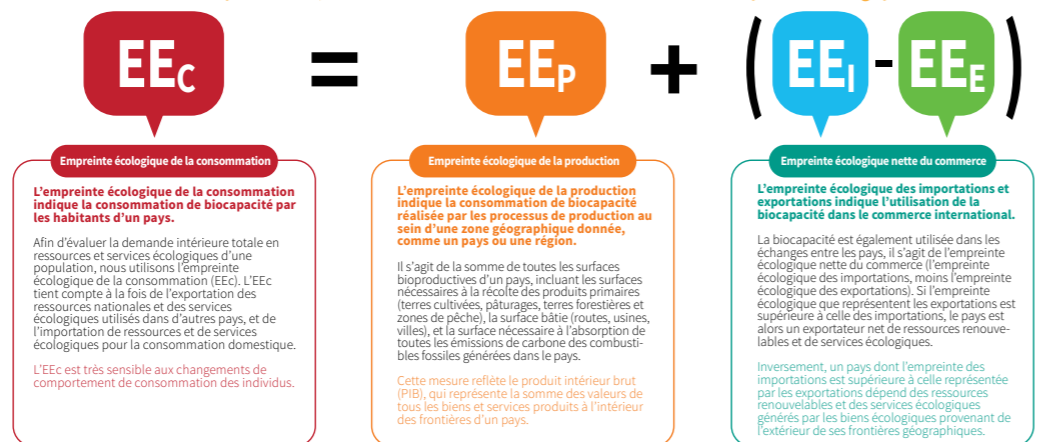 EEC = EEP + (EEI - EEE)
Empreinte écologique de la consommation
L'empreinte écologique de la consommation
indique la consommation de biocapacité par
les habitants d'un pays.
Afin d'évaluer la demande intérieure totale en
ressources et services écologiques d'une
population, nous utilisons l'empreinte
écologique de la consommation (EEc). L'EEc
tient compte à la fois de l'exportation des
ressources nationales et des services
écologiques utilisés dans d'autres pays, et de
l'importation de ressources et de services
écologiques pour la consommation domestique.
L'EEc est très sensible aux changements de
comportement de consommation des individus.
Empreinte écologique de la production
L'empreinte écologique de la production
indique la consommation de biocapacité
réalisée par les processus de production au
sein d'une zone géographique donnée,
comme un pays ou une région.
Il s'agit de la somme de toutes les surfaces
bioproductives d'un pays, incluant les surfaces
nécessaires à la récolte des produits primaires
(terres cultivées, pâturages, terres forestières et
zones de pêche), la surface bâtie (routes, usines,
villes), et la surface nécessaire à l'absorption de
toutes les émissions de carbone des combusti-
bles fossiles générées dans le pays.
Cette mesure reflète le produit intérieur brut
(PIB), qui représente la somme des valeurs de
tous les biens et services produits à l'intérieur
des frontières d'un pays.
Empreinte écologique nette du commerce
L'empreinte écologique des importations et
exportations indique l'utilisation de la
biocapacité dans le commerce international.
La biocapacité est également utilisée dans les
échanges entre les pays, il s'agit de l'empreinte
écologique nette du commerce (l'empreinte
écologique des importations, moins l'empreinte
écologique des exportations). Si l'empreinte
écologique que représentent les exportations est
supérieure à celle des importations, le pays est
alors un exportateur net de ressources renouve-
lables et de services écologiques.
Inversement, un pays dont l'empreinte des
importations est supérieure à celle représentée
par les exportations dépend des ressources
renouvelables et des services écologiques
générés par les biens écologiques provenant de
l'extérieur de ses frontières géographiques.